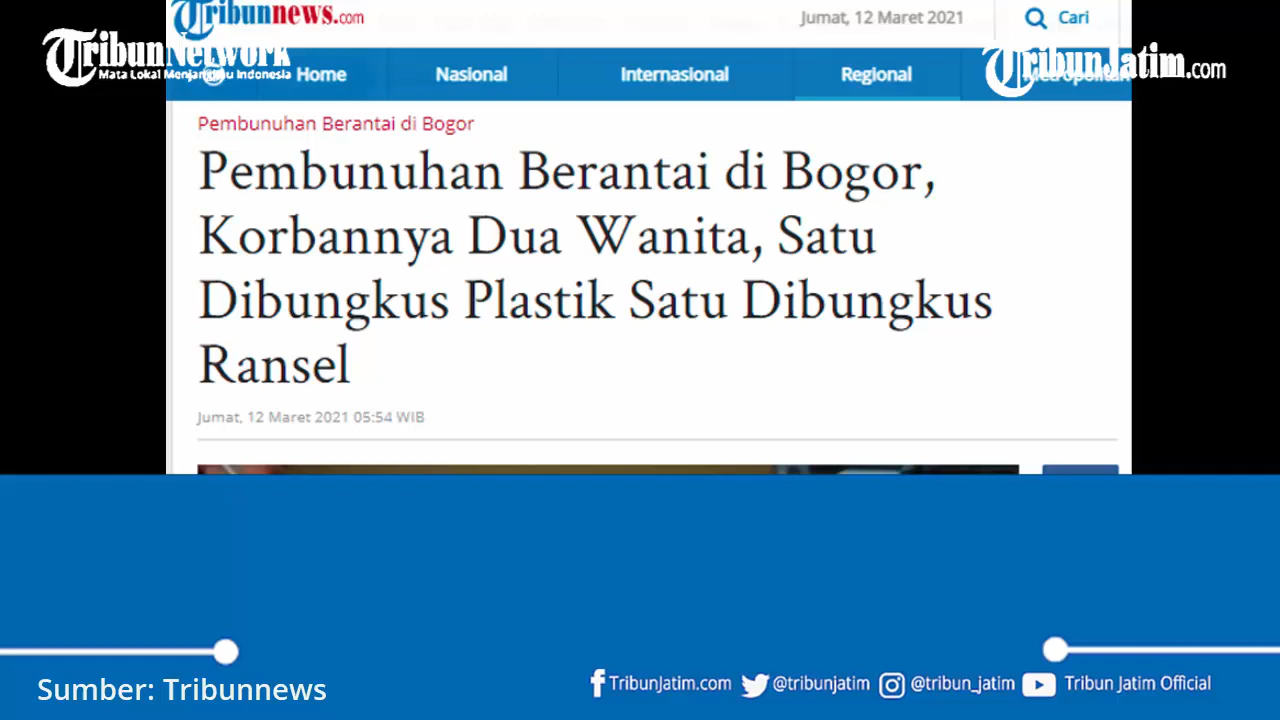 Tribunnews.com
Jumat, 12 Maret 2021
Cari
TribunNetwork
Mata Lokal Menjangkau Indonesia
TribunJatim.com
Home
Nasional
Internasional
Regional
Metropolitan
Pembunuhan Berantai di Bogor
Pembunuhan Berantai di Bogor,
Korbannya Dua Wanita, Satu
Dibungkus Plastik Satu Dibungkus
Ransel
Jumat, 12 Maret 2021 05:54 WIB
Sumber: Tribunnews
TribunJatim.com
@tribunjatim
@tribun_jatim
Tribun Jatim Official